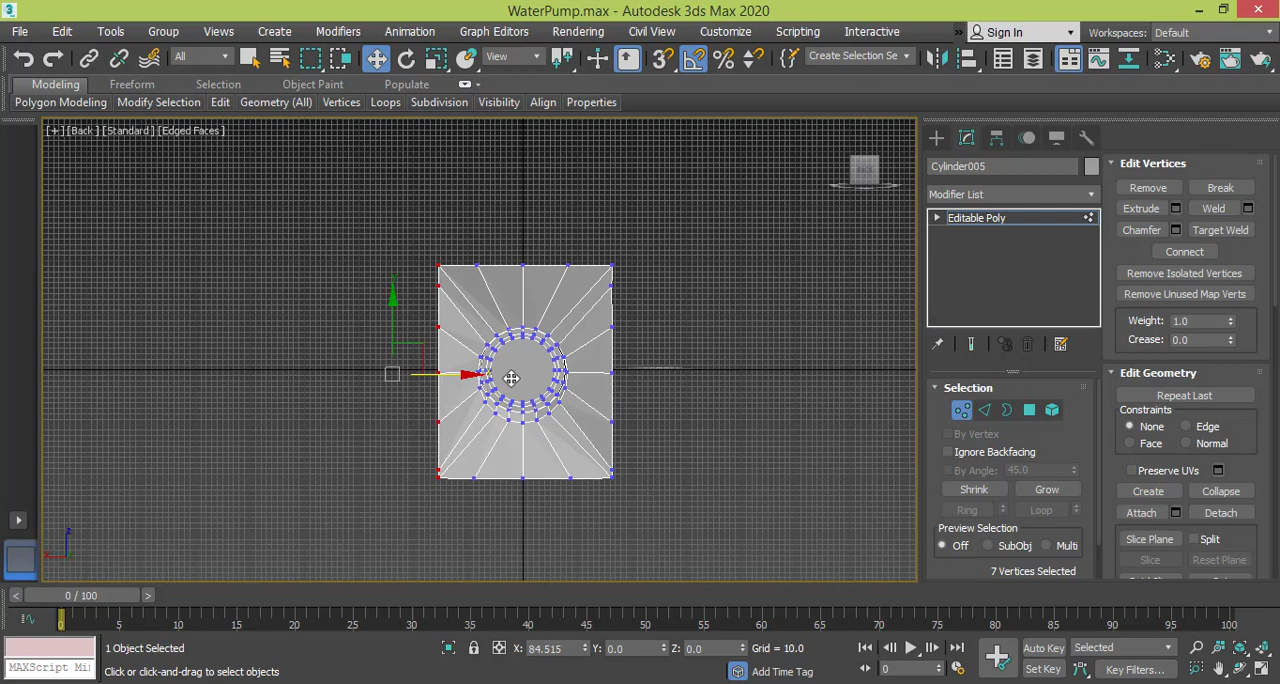 WaterPump.max - Autodesk 3ds Max 2020
File Edit Tools Group Views Create Modifiers Animation Graph Editors Rendering Civil View Customize Scripting Interactive » Sign In Workspaces: Default
All View Create Selection Se
Modeling Freeform Selection Object Paint Populate
Polygon Modeling Modify Selection Edit Geometry (All) Vertices Loops Subdivision Visibility Align Properties
[+] [Back] [Standard] [Edged Faces]
Cylinder005
Modifier List
Editable Poly
Selection
By Vertex
Ignore Backfacing
By Angle: 45.0
Shrink Grow
Ring Loop
Preview Selection
Off SubObj Multi
7 Vertices Selected
Edit Vertices
Remove Break
Extrude Weld
Chamfer Target Weld
Connect
Remove Isolated Vertices
Remove Unused Map Verts
Weight: 1.0
Crease: 0.0
Edit Geometry
Repeat Last
Constraints
None Edge
Face Normal
Preserve UVs
Create Collapse
Attach Detach
Slice Plane Split
Slice Reset Plane
z
x
< 0 / 100 >
0 5 10 15 20 25 30 35 40 45 50 55 60 65 70 75 80 85 90 95 100
1 Object Selected X: 84.515 Y: 0.0 Z: 0.0 Grid = 10.0 Auto Key Selected
MAXScript Mi Click or click-and-drag to select objects Add Time Tag 0 Set Key Key Filters...